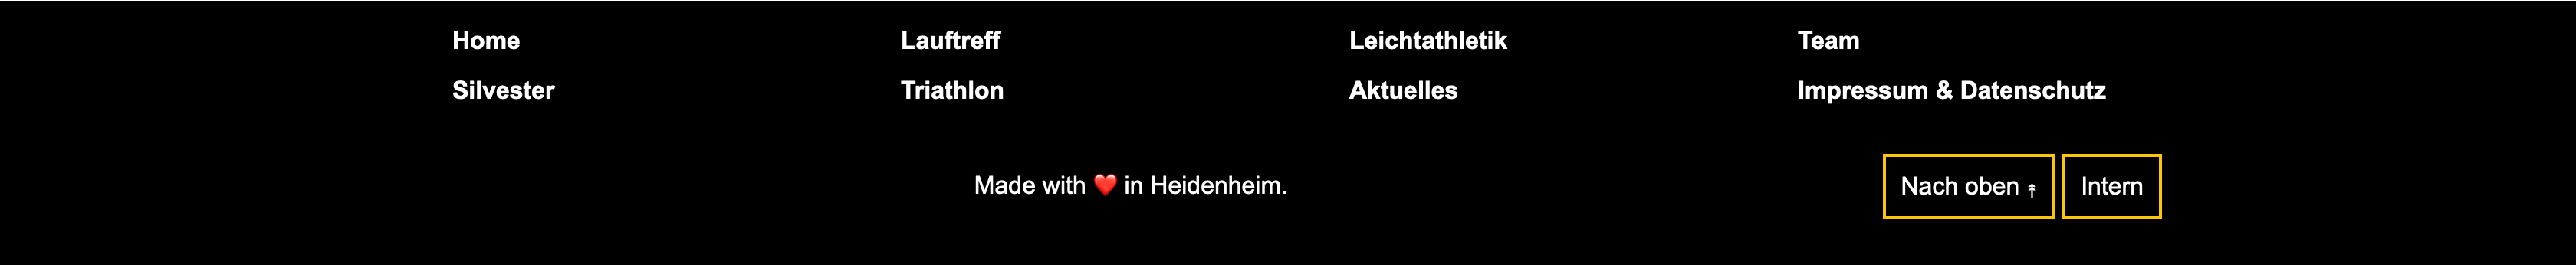 Home Lauftreff Leichtathletik Team
Silvester Triathlon Aktuelles Impressum & Datenschutz
Made with ❤️ in Heidenheim. Nach oben ↟ Intern